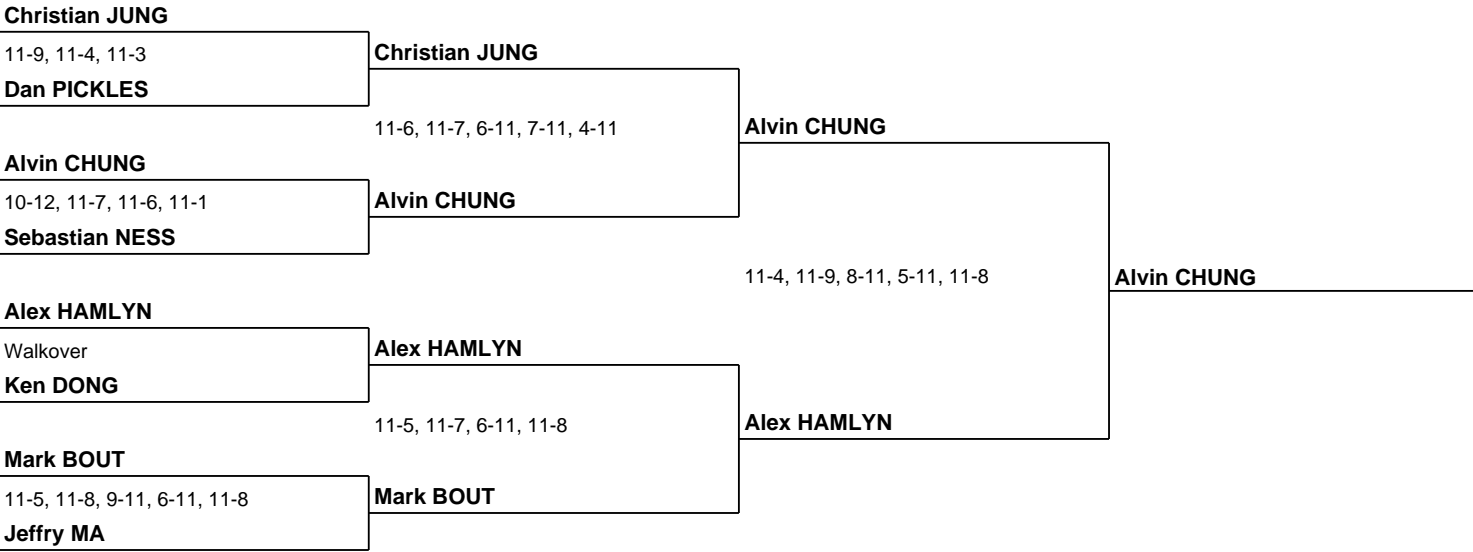 Christian JUNG
11-9, 11-4, 11-3
Dan PICKLES
Alvin CHUNG
10-12, 11-7, 11-6, 11-1
Sebastian NESS
Alex HAMLYN
Walkover
Ken DONG
Mark BOUT
11-5, 11-8, 9-11, 6-11, 11-8
Jeffry MA
Christian JUNG
11-6, 11-7, 6-11, 7-11, 4-11
Alvin CHUNG
Alex HAMLYN
11-5, 11-7, 6-11, 11-8
Mark BOUT
Alvin CHUNG
11-4, 11-9, 8-11, 5-11, 11-8
Alex HAMLYN
Alvin CHUNG